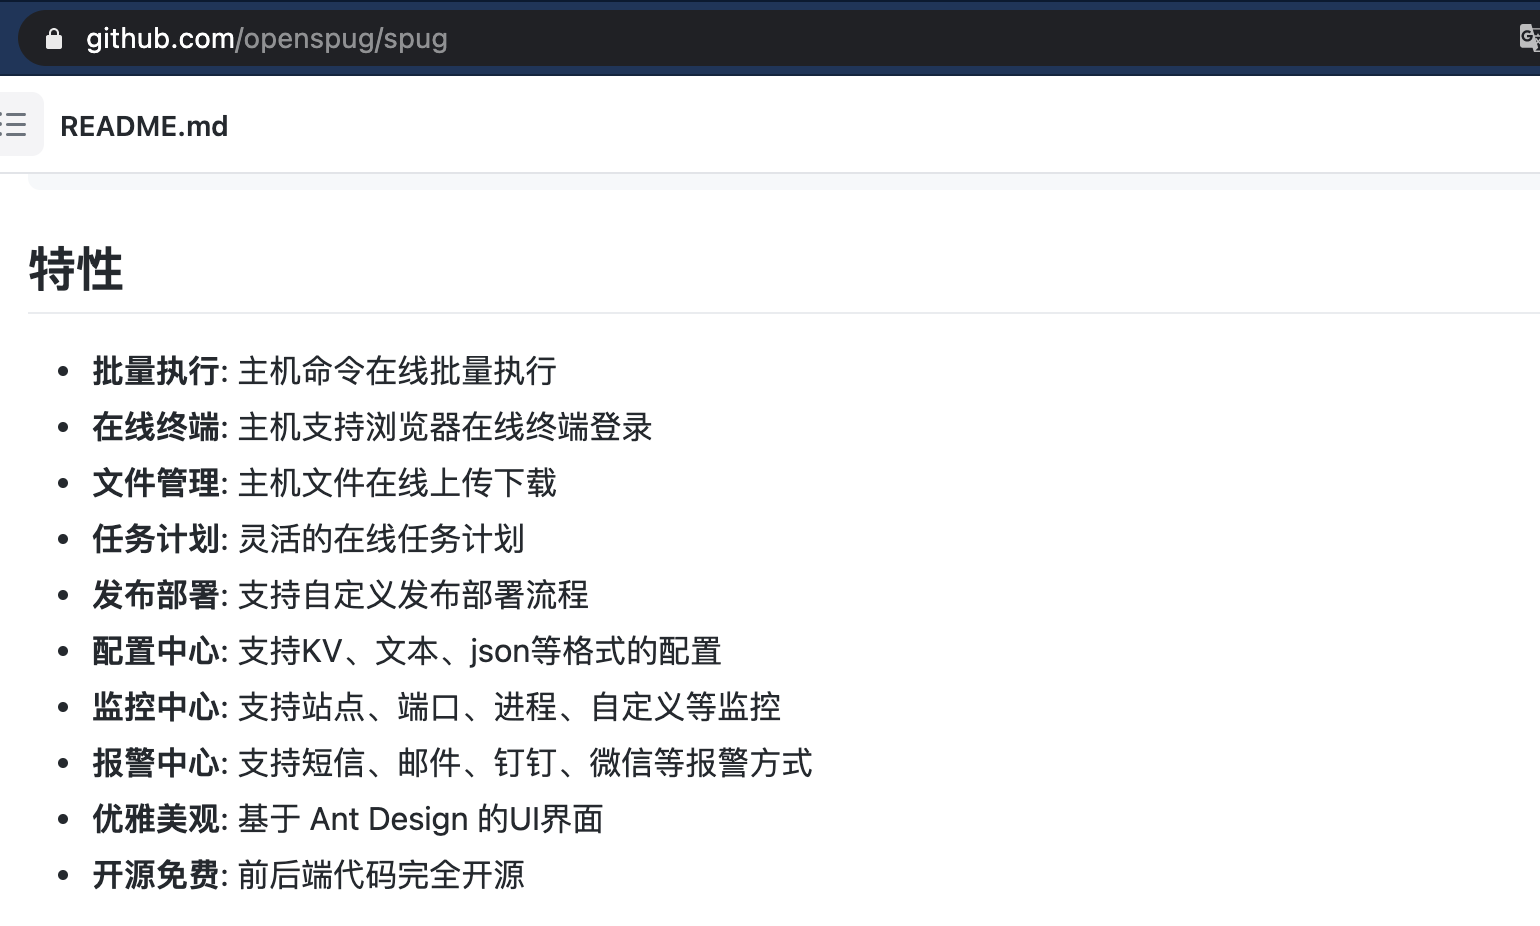 github.com/openspug/spug
README.md
特性
批量执行: 主机命令在线批量执行
在线终端: 主机支持浏览器在线终端登录
文件管理: 主机文件在线上传下载
任务计划: 灵活的在线任务计划
发布部署: 支持自定义发布部署流程
配置中心: 支持KV、文本、json等格式的配置
监控中心: 支持站点、端口、进程、自定义等监控
报警中心: 支持短信、邮件、钉钉、微信等报警方式
优雅美观: 基于 Ant Design 的UI界面
开源免费: 前后端代码完全开源